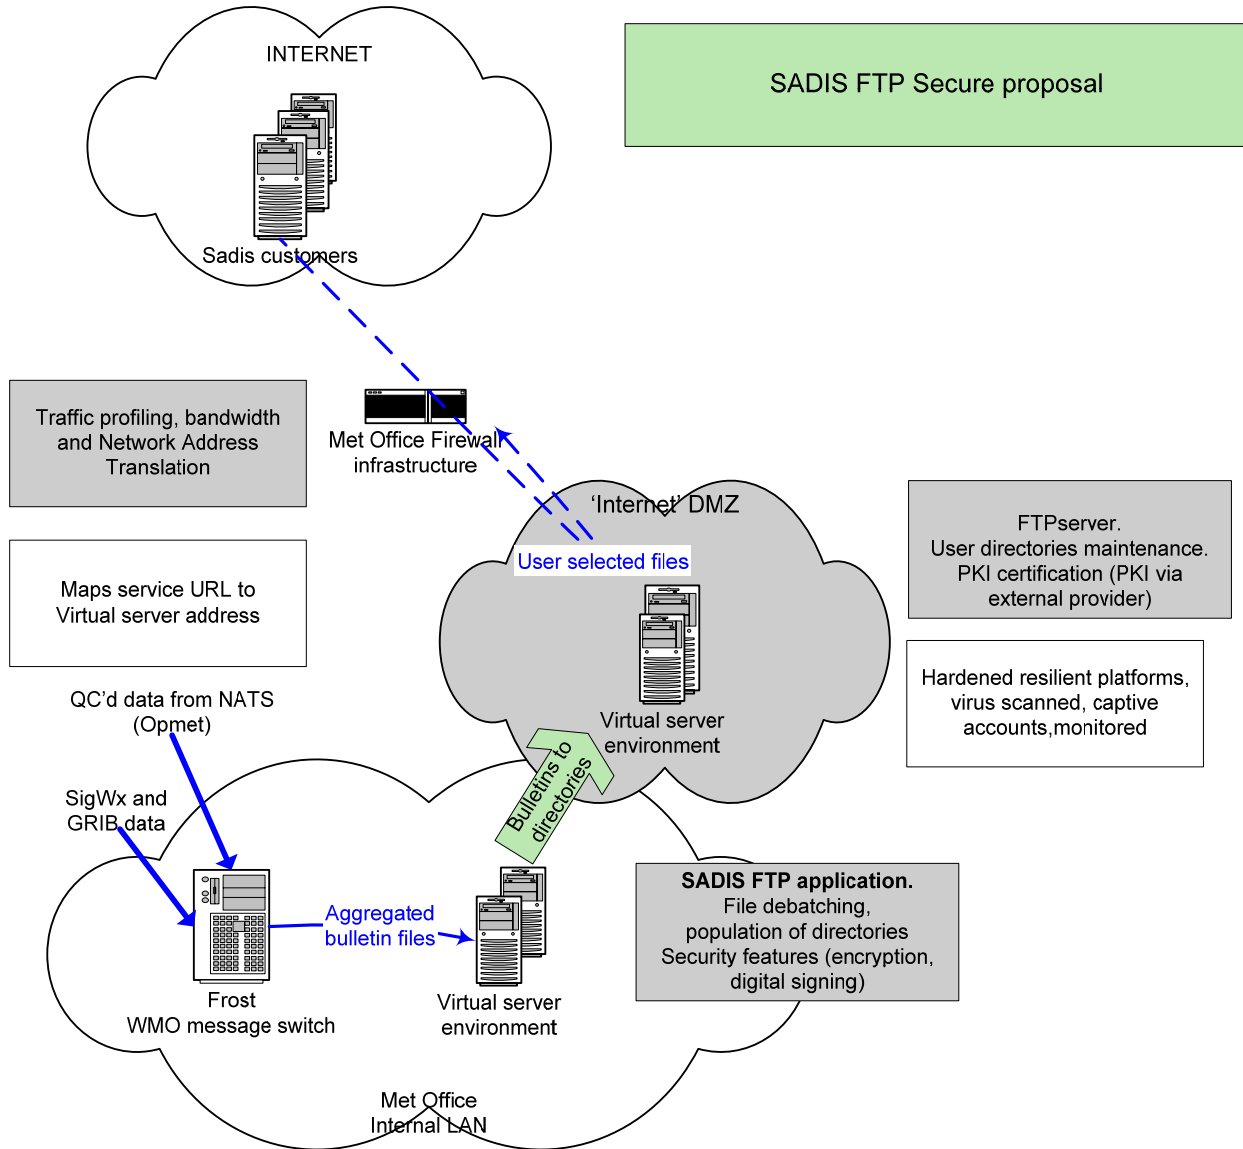 INTERNET
SADIS FTP Secure proposal
Sadis customers
Traffic profiling, bandwidth
and Network Address
Translation
Met Office Firewall
infrastructure
'Internet' DMZ
User selected files
FTPserver.
User directories maintenance.
PKI certification (PKI via
external provider)
Maps service URL to
Virtual server address
Hardened resilient platforms,
virus scanned, captive
accounts,monitored
QC'd data from NATS
(Opmet)
Virtual server
environment
Bulletins to
directories
SigWx and
GRIB data
SADIS FTP application.
File debatching,
population of directories
Security features (encryption,
digital signing)
Aggregated
bulletin files
Frost
WMO message switch
Virtual server
environment
Met Office
Internal LAN